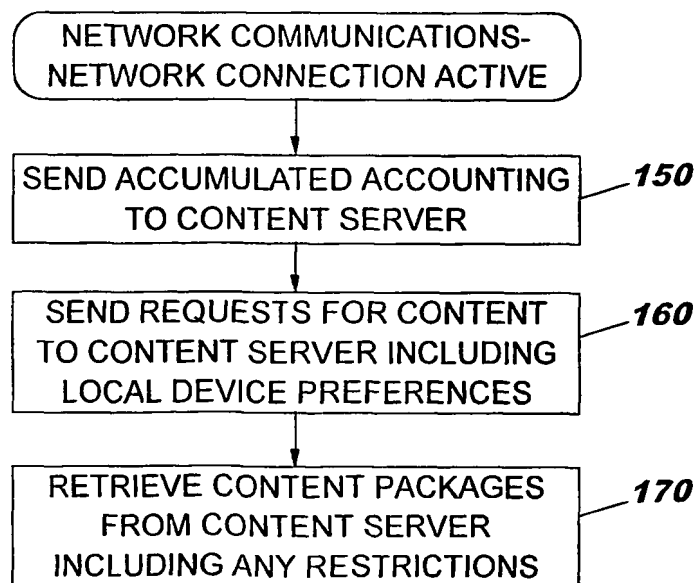 NETWORK COMMUNICATIONS-
NETWORK CONNECTION ACTIVE
SEND ACCUMULATED ACCOUNTING
TO CONTENT SERVER
150
SEND REQUESTS FOR CONTENT
TO CONTENT SERVER INCLUDING
LOCAL DEVICE PREFERENCES
160
RETRIEVE CONTENT PACKAGES
FROM CONTENT SERVER
INCLUDING ANY RESTRICTIONS
170